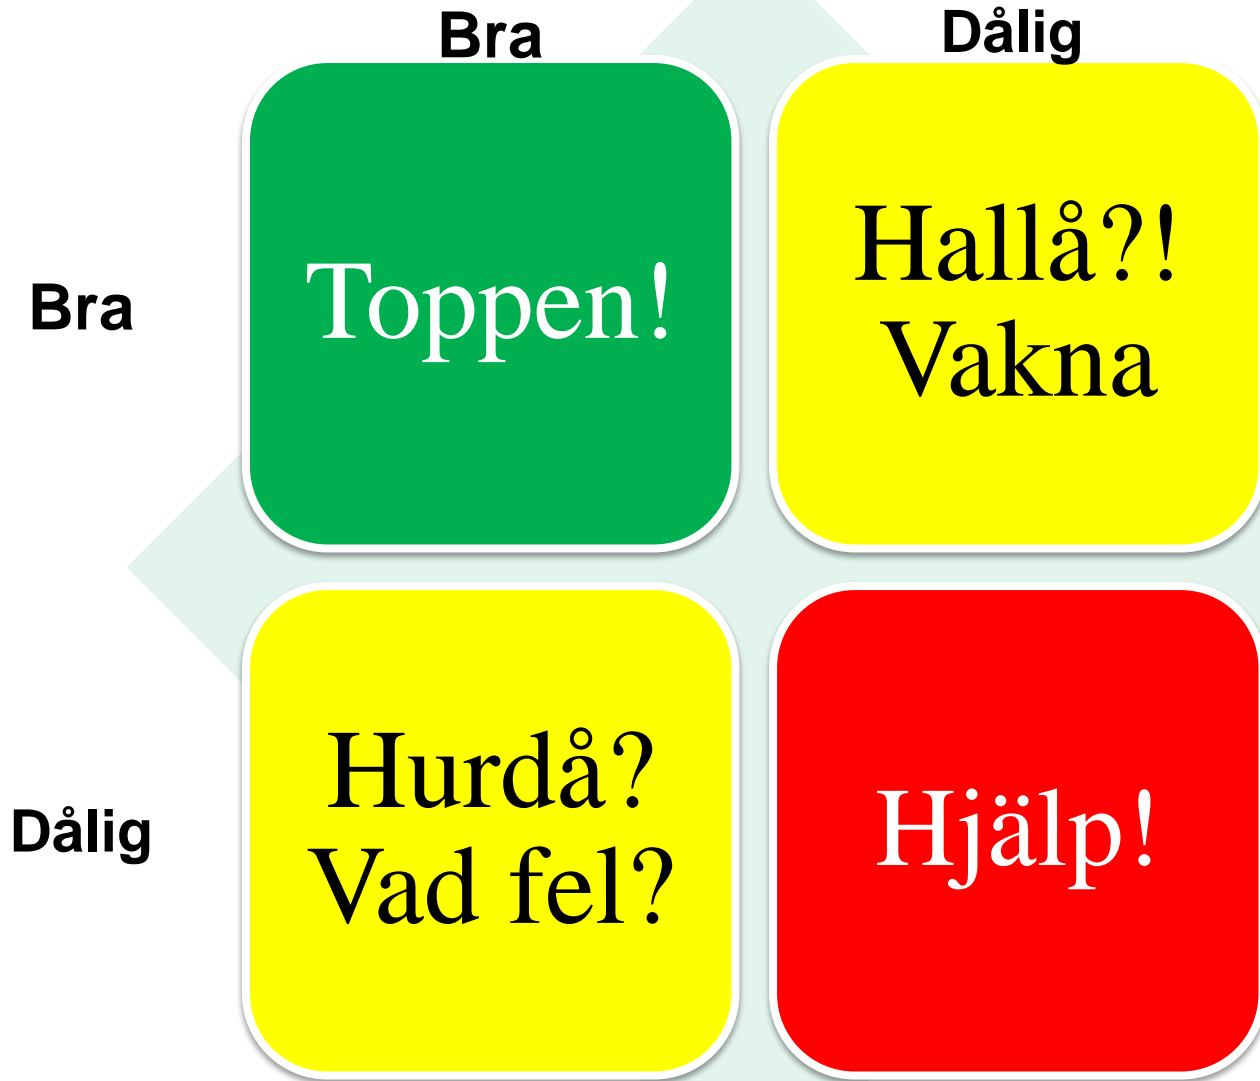 Bra
Dålig
Bra
Toppen!
Hallå?!
Vakna
Dålig
Hurdå?
Vad fel?
Hjälp!